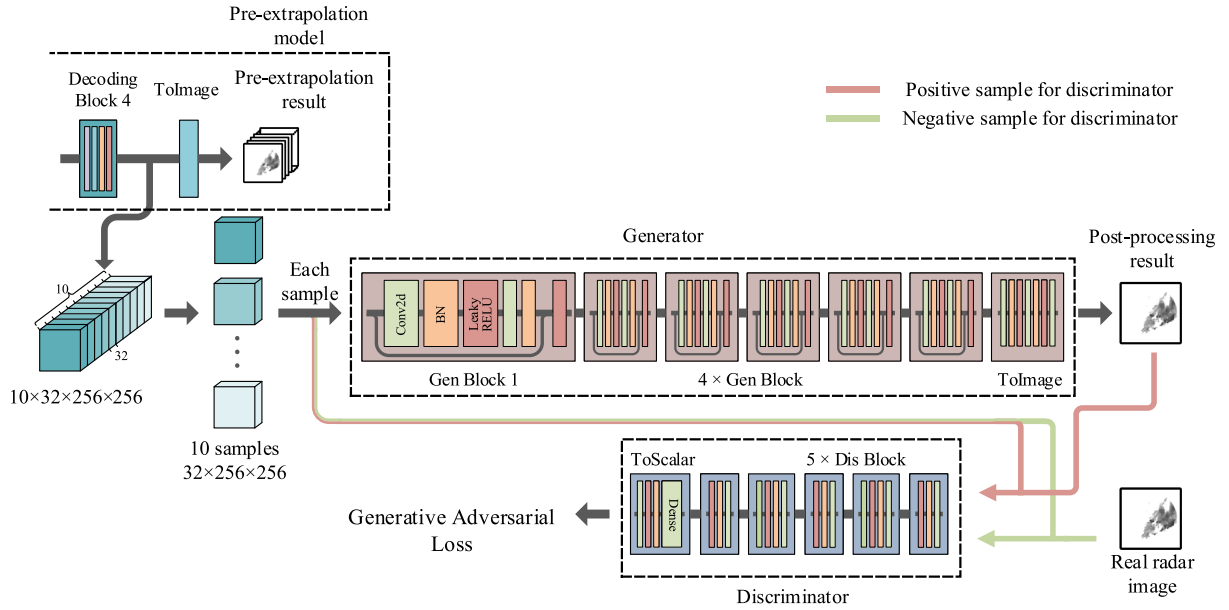 Pre-extrapolation
model
Decoding
Block 4
ToImage
Pre-extrapolation
result
Positive sample for discriminator
Negative sample for discriminator
10
32
10×32×256×256
10 samples
32×256×256
Each
sample
Generator
Conv2d
BN
Leaky
RELU
Gen Block 1
4 × Gen Block
ToImage
Post-processing
result
ToScalar
5 × Dis Block
Dense
Generative Adversarial
Loss
Discriminator
Real radar
image